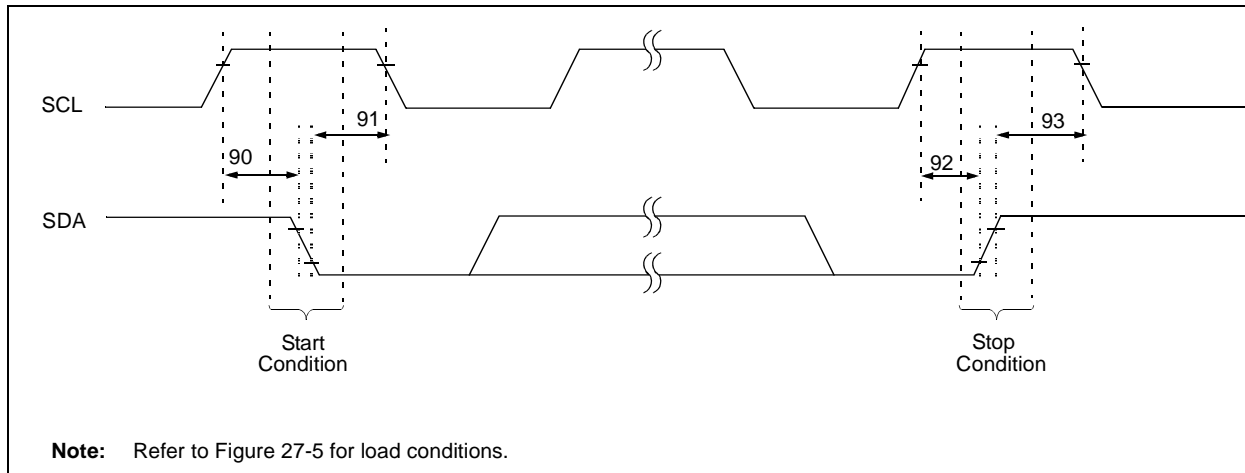 SCL
91
93
90
92
SDA
Start
Condition
Stop
Condition
Note: Refer to Figure 27-5 for load conditions.